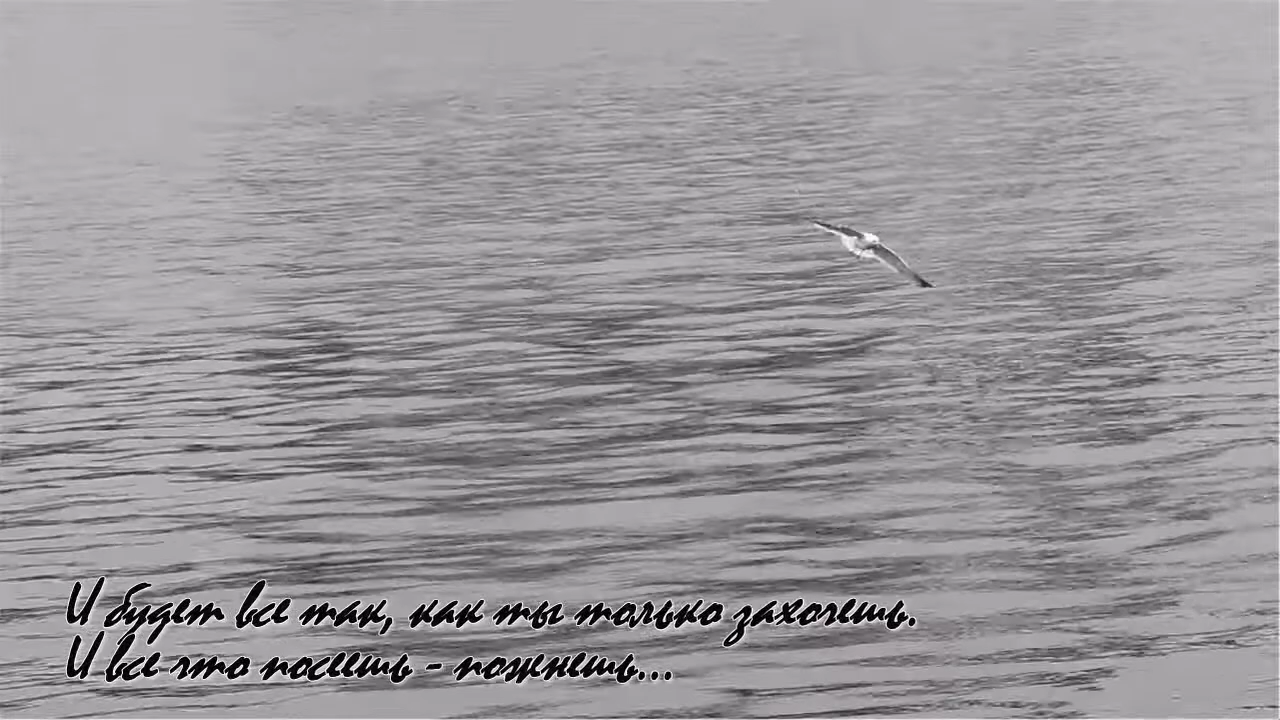 И будет все так, как ты только захочешь.
И все что посеешь - пожнешь...